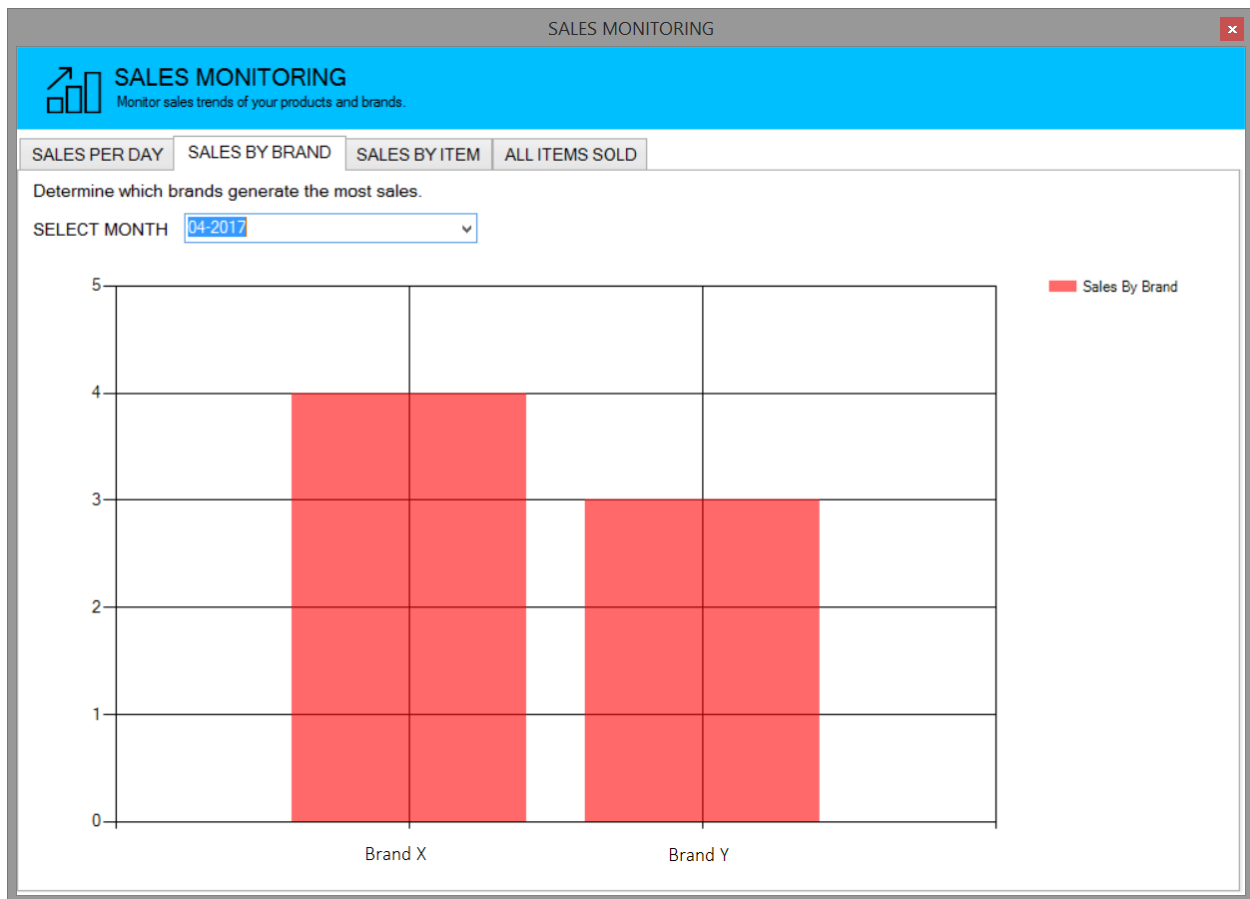 SALES MONITORING
x
SALES MONITORING
Monitor sales trends of your products and brands.
SALES PER DAY SALES BY BRAND SALES BY ITEM ALL ITEMS SOLD
Determine which brands generate the most sales.
SELECT MONTH 04-2017
5
Sales By Brand
4
3
2
1
0
Brand X Brand Y